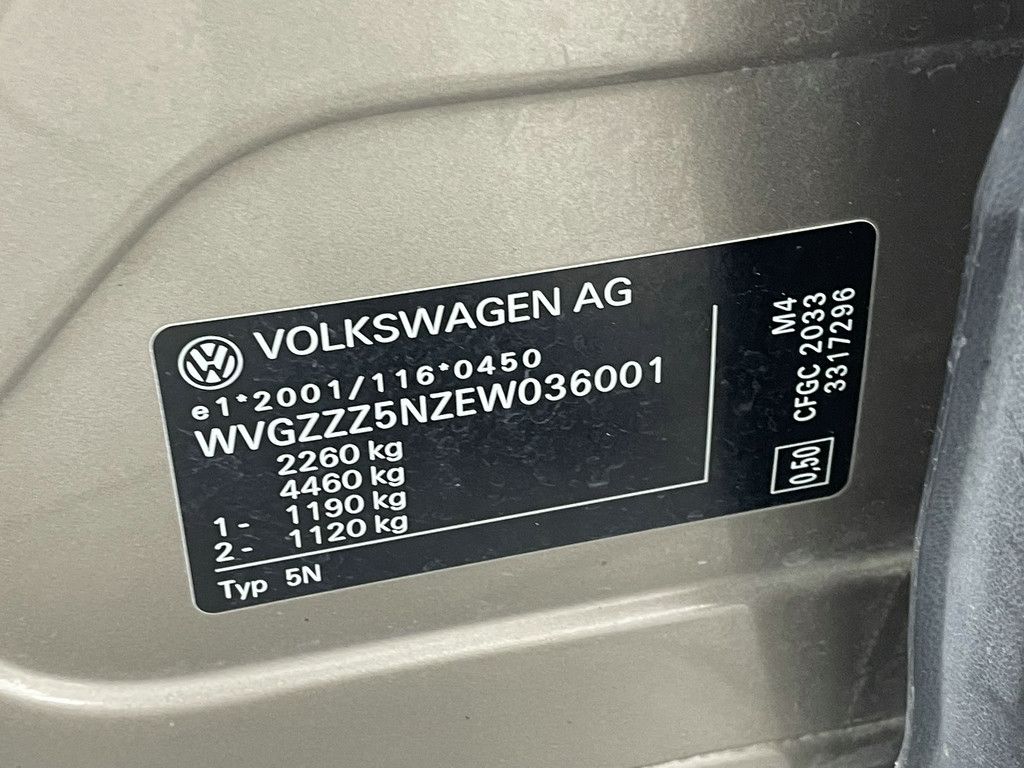 VOLKSWAGEN AG
e1*2001/116*0450
WVGZZZ5NZEW036001
2260 kg
4460 kg
1- 1190 kg
2- 1120 kg
Typ 5N
M4
CFGC 2033
3317296
0,50